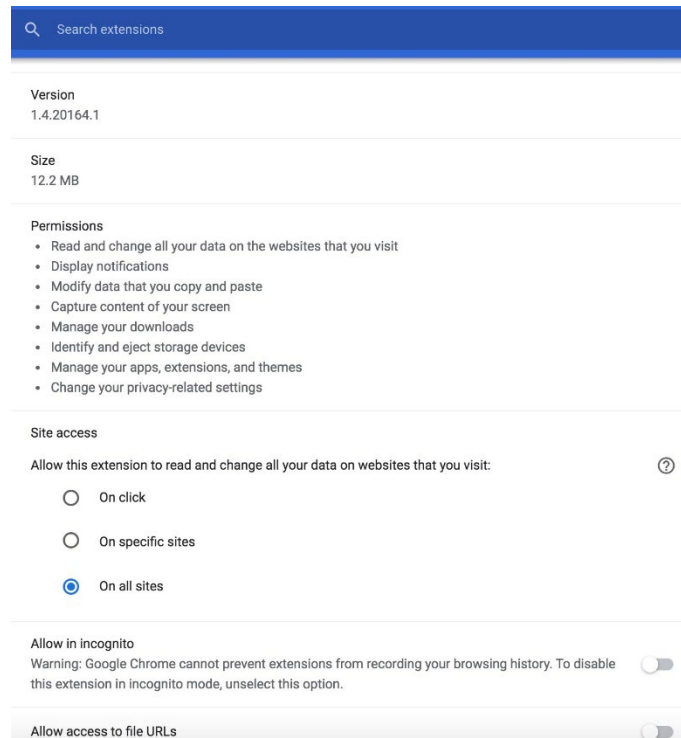 Search extensions
Version
1.4.20164.1
Size
12.2 MB
Permissions
• Read and change all your data on the websites that you visit
• Display notifications
• Modify data that you copy and paste
• Capture content of your screen
• Manage your downloads
• Identify and eject storage devices
• Manage your apps, extensions, and themes
• Change your privacy-related settings
Site access
Allow this extension to read and change all your data on websites that you visit:
On click
On specific sites
On all sites
Allow in incognito
Warning: Google Chrome cannot prevent extensions from recording your browsing history. To disable
this extension in incognito mode, unselect this option.
Allow access to file URLs